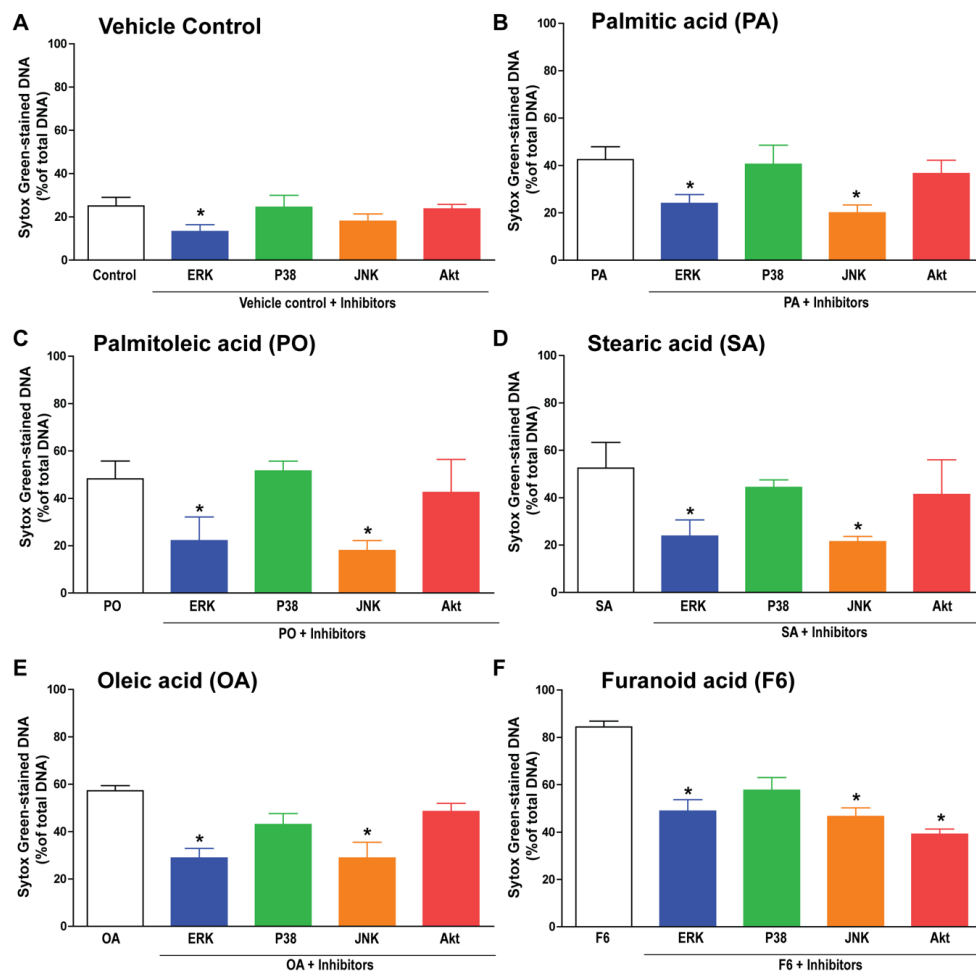 A
Vehicle Control
Sytox Green-stained DNA
(%of total DNA)
100
80
60
40
20
0
*
Control
ERK
P38
JNK
Akt
Vehicle control + Inhibitors
B
Palmitic acid (PA)
Sytox Green-stained DNA
(%of total DNA)
100
80
60
40
20
0
*
*
PA
ERK
P38
JNK
Akt
PA + Inhibitors
C
Palmitoleic acid (PO)
Sytox Green-stained DNA
(%of total DNA)
100
80
60
40
20
0
*
*
PO
ERK
P38
JNK
Akt
PO + Inhibitors
D
Stearic acid (SA)
Sytox Green-stained DNA
(%of total DNA)
100
80
60
40
20
0
*
*
SA
ERK
P38
JNK
Akt
SA + Inhibitors
E
Oleic acid (OA)
Sytox Green-stained DNA
(%of total DNA)
100
80
60
40
20
0
*
*
OA
ERK
P38
JNK
Akt
OA + Inhibitors
F
Furanoid acid (F6)
Sytox Green-stained DNA
(%of total DNA)
100
80
60
40
20
0
*
*
*
F6
ERK
P38
JNK
Akt
F6 + Inhibitors